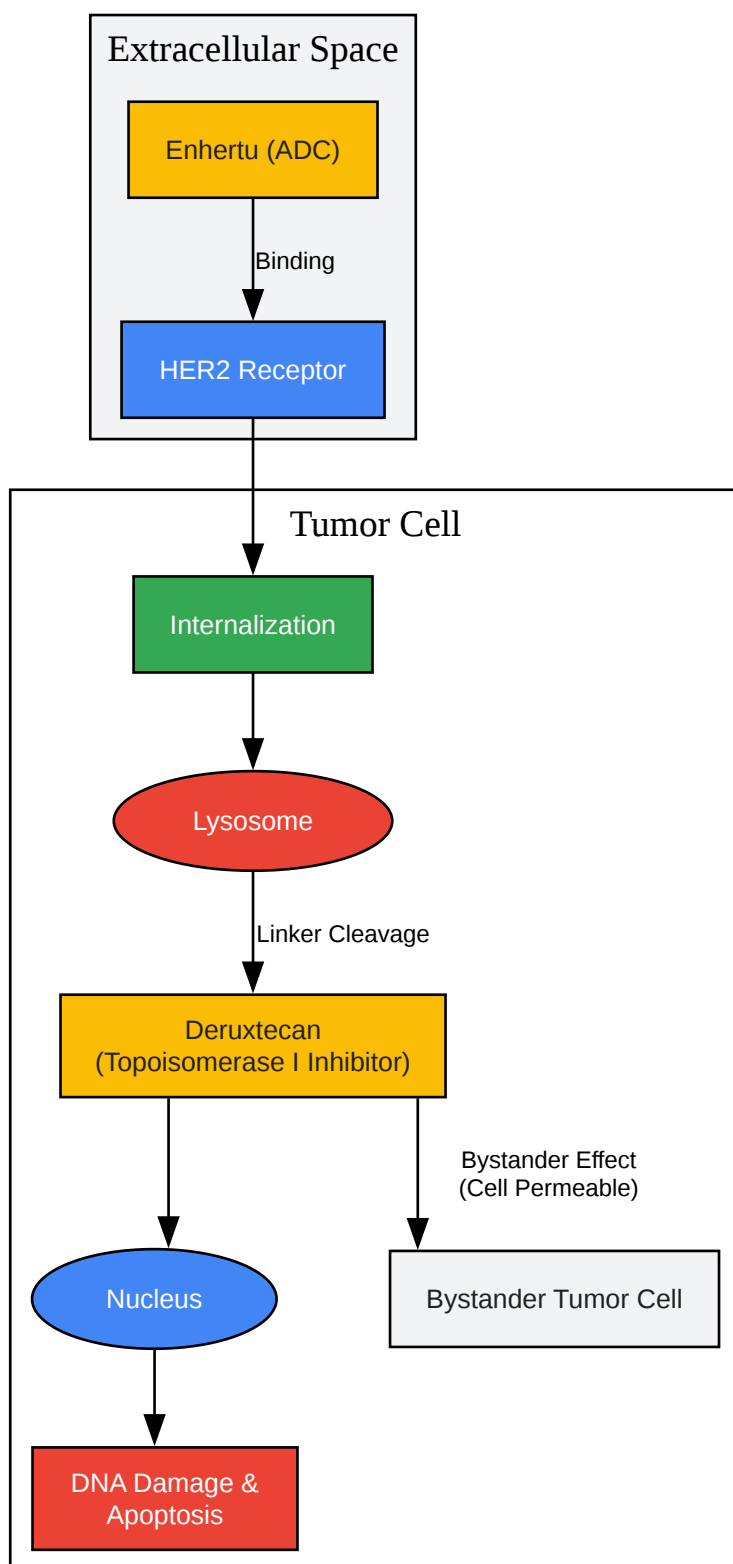 Extracellular Space
Enhertu (ADC)
Binding
HER2 Receptor
Tumor Cell
Internalization
Lysosome
Linker Cleavage
Deruxtecan
(Topoisomerase I Inhibitor)
Bystander Effect
(Cell Permeable)
Nucleus
Bystander Tumor Cell
DNA Damage &
Apoptosis